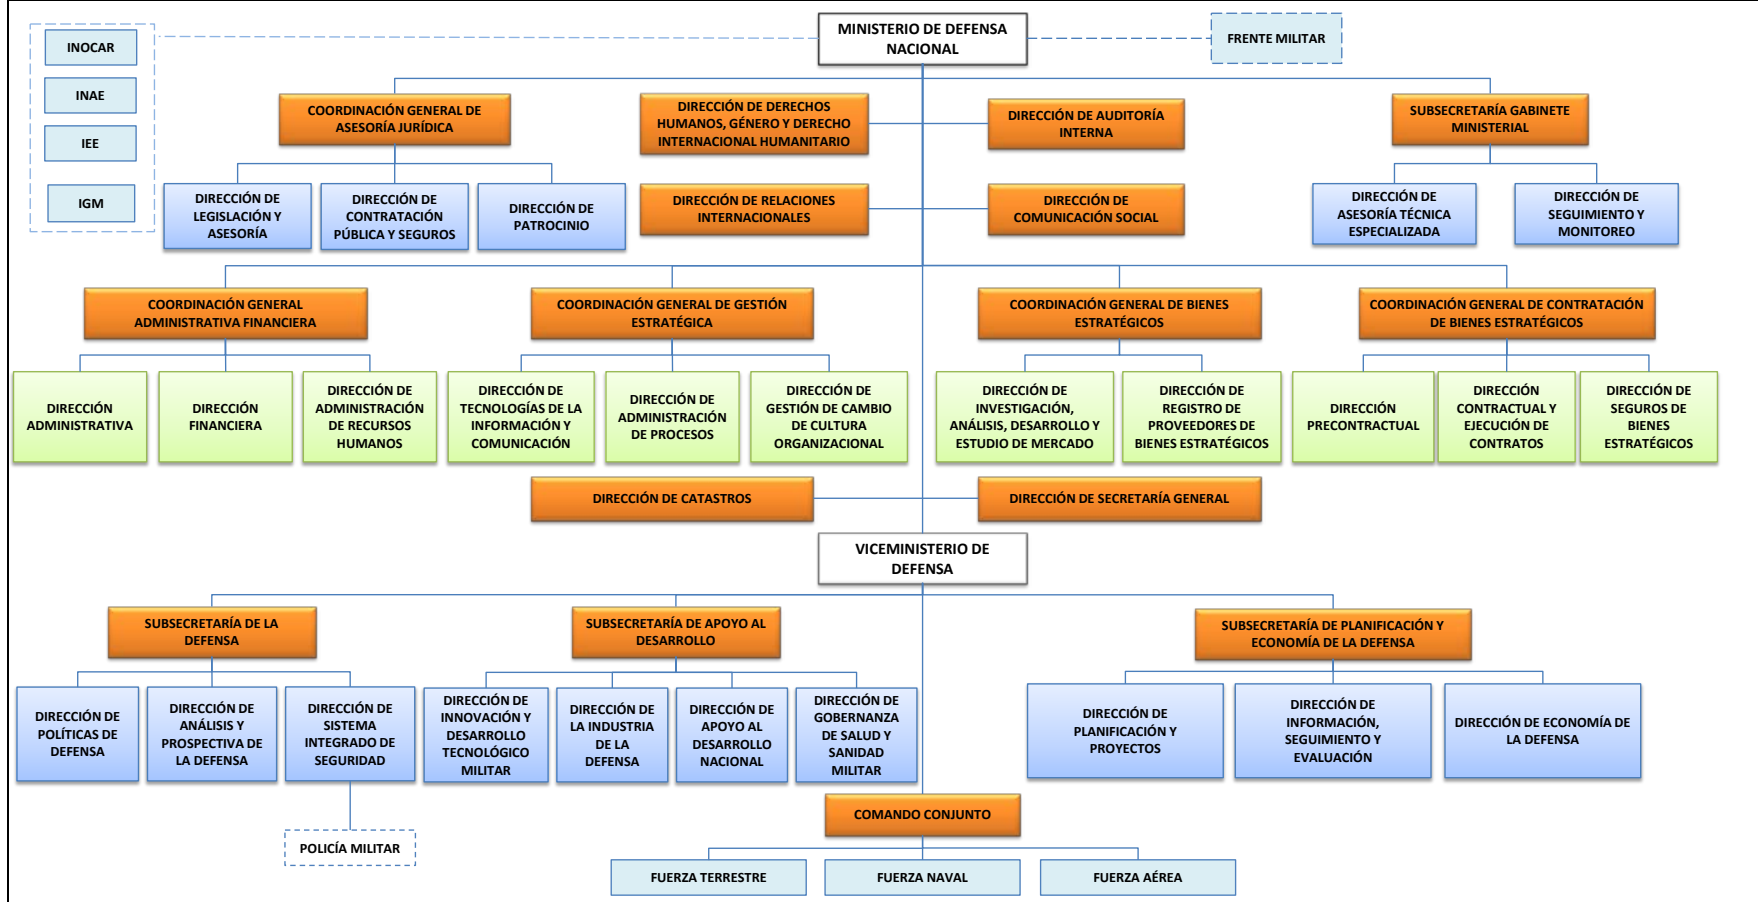 MINISTERIO DE DEFENSA
NACIONAL
FRENTE MILITAR
INOCAR
INAE
IEE
IGM
COORDINACIÓN GENERAL DE
ASESORÍA JURÍDICA
DIRECCIÓN DE DERECHOS
HUMANOS, GÉNERO Y DERECHO
INTERNACIONAL HUMANITARIO
DIRECCIÓN DE AUDITORÍA
INTERNA
SUBSECRETARÍA GABINETE
MINISTERIAL
DIRECCIÓN DE
LEGISLACIÓN Y
ASESORÍA
DIRECCIÓN DE
CONTRATACIÓN
PÚBLICA Y SEGUROS
DIRECCIÓN DE
PATROCINIO
DIRECCIÓN DE RELACIONES
INTERNACIONALES
DIRECCIÓN DE
COMUNICACIÓN SOCIAL
DIRECCIÓN DE
ASESORÍA TÉCNICA
ESPECIALIZADA
DIRECCIÓN DE
SEGUIMIENTO Y
MONITOREO
COORDINACIÓN GENERAL
ADMINISTRATIVA FINANCIERA
COORDINACIÓN GENERAL DE GESTIÓN
ESTRATÉGICA
COORDINACIÓN GENERAL DE BIENES
ESTRATÉGICOS
COORDINACIÓN GENERAL DE CONTRATACIÓN
DE BIENES ESTRATÉGICOS
DIRECCIÓN
ADMINISTRATIVA
DIRECCIÓN
FINANCIERA
DIRECCIÓN DE
ADMINISTRACIÓN
DE RECURSOS
HUMANOS
DIRECCIÓN DE
TECNOLOGÍAS DE LA
INFORMACIÓN Y
COMUNICACIÓN
DIRECCIÓN DE
ADMINISTRACIÓN
DE PROCESOS
DIRECCIÓN DE
GESTIÓN DE CAMBIO
DE CULTURA
ORGANIZACIONAL
DIRECCIÓN DE
INVESTIGACIÓN,
ANÁLISIS, DESARROLLO Y
ESTUDIO DE MERCADO
DIRECCIÓN DE
REGISTRO DE
PROVEEDORES DE
BIENES ESTRATÉGICOS
DIRECCIÓN
PRECONTRACTUAL
DIRECCIÓN
CONTRACTUAL Y
EJECUCIÓN DE
CONTRATOS
DIRECCIÓN DE
SEGUROS DE
BIENES
ESTRATÉGICOS
DIRECCIÓN DE CATASTROS
DIRECCIÓN DE SECRETARÍA GENERAL
VICEMINISTERIO DE
DEFENSA
SUBSECRETARÍA DE LA
DEFENSA
SUBSECRETARÍA DE APOYO AL
DESARROLLO
SUBSECRETARÍA DE PLANIFICACIÓN Y
ECONOMÍA DE LA DEFENSA
DIRECCIÓN DE
POLÍTICAS DE
DEFENSA
DIRECCIÓN DE
ANÁLISIS Y
PROSPECTIVA DE
LA DEFENSA
DIRECCIÓN DE
SISTEMA
INTEGRADO DE
SEGURIDAD
DIRECCIÓN DE
INNOVACIÓN Y
DESARROLLO
TECNOLÓGICO
MILITAR
DIRECCIÓN DE
LA INDUSTRIA
DE LA
DEFENSA
DIRECCIÓN DE
APOYO AL
DESARROLLO
NACIONAL
DIRECCIÓN DE
GOBERNANZA
DE SALUD Y
SANIDAD
MILITAR
DIRECCIÓN DE
PLANIFICACIÓN Y
PROYECTOS
DIRECCIÓN DE
INFORMACIÓN,
SEGUIMIENTO Y
EVALUACIÓN
DIRECCIÓN DE ECONOMÍA DE
LA DEFENSA
POLICÍA MILITAR
COMANDO CONJUNTO
FUERZA TERRESTRE
FUERZA NAVAL
FUERZA AÉREA